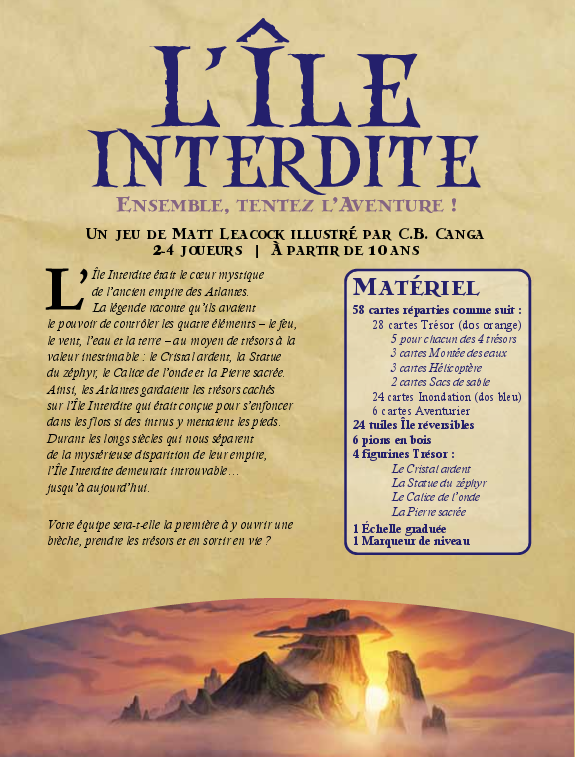 L'ÎLE
INTERDITE
ENSEMBLE, TENTEZ L'AVENTURE !
UN JEU DE MATT LEACOCK ILLUSTRÉ PAR C.B. CANGA
2-4 JOUEURS | À PARTIR DE 10 ANS
L'Île Interdite était le cœur mystique
de l'ancien empire des Atlantes.
La légende raconte qu'ils avaient
le pouvoir de contrôler les quatre éléments – le feu,
le vent, l'eau et la terre – au moyen de trésors à la
valeur inestimable : le Cristal ardent, la Statue
du zéphyr, le Calice de l'onde et la Pierre sacrée.
Ainsi, les Atlantes gardaient les trésors cachés
sur l'Île Interdite qui était conçue pour s'enfoncer
dans les flots si des intrus y mettaient les pieds.
Durant les longs siècles qui nous séparent
de la mystérieuse disparition de leur empire,
l'Île Interdite demeurait introuvable…
jusqu'à aujourd'hui.
Votre équipe sera-t-elle la première à y ouvrir une
brèche, prendre les trésors et en sortir en vie ?
MATÉRIEL
58 cartes réparties comme suit :
28 cartes Trésor (dos orange)
5 pour chacun des 4 trésors
3 cartes Montée des eaux
3 cartes Hélicoptère
2 cartes Sacs de sable
24 cartes Inondation (dos bleu)
6 cartes Aventurier
24 tuiles Île réversibles
6 pions en bois
4 figurines Trésor :
Le Cristal ardent
La Statue du zéphyr
Le Calice de l'onde
La Pierre sacrée
1 Échelle graduée
1 Marqueur de niveau